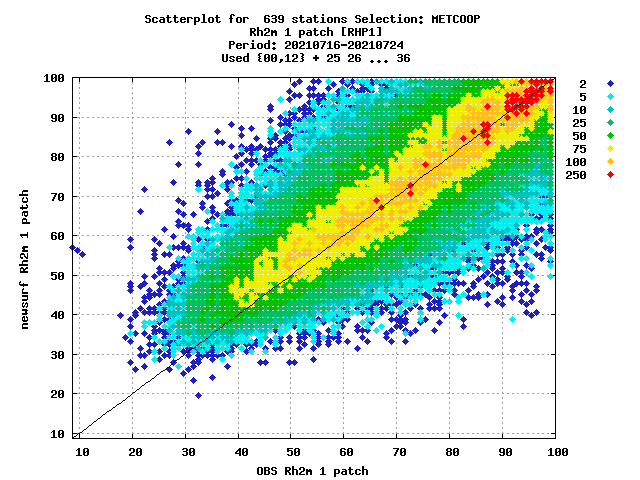 Scatterplot for  639 stations Selection: METCOOP
Rh2m 1 patch [RHP1]
Period: 20210716-20210724
Used {00,12} + 25 26 ... 36
100
90
80
70
60
50
40
30
20
10
newsurf Rh2m 1 patch
10 20 30 40 50 60 70 80 90 100
OBS Rh2m 1 patch
2
5
10
25
50
75
100
250